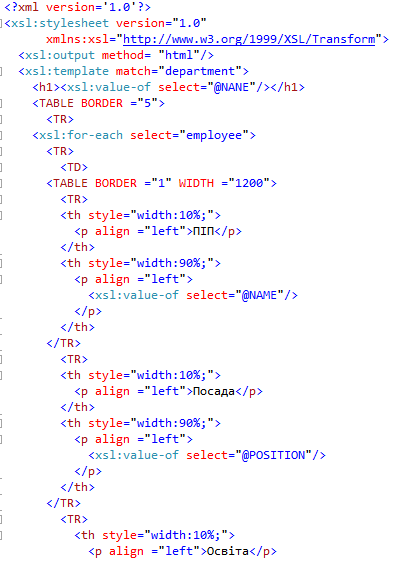 <?xml version='1.0'?>
<xsl:stylesheet version="1.0"
xmlns:xsl="http://www.w3.org/1999/XSL/Transform">
<xsl:output method= "html"/>
<xsl:template match="department">
<h1><xsl:value-of select="@NANE"/></h1>
<TABLE BORDER ="5">
<TR>
<xsl:for-each select="employee">
<TR>
<TD>
<TABLE BORDER ="1" WIDTH ="1200">
<TR>
<th style="width:10%;">
<p align ="left">ПІП</p>
</th>
<th style="width:90%;">
<p align ="left">
<xsl:value-of select="@NAME"/>
</p>
</th>
</TR>
<TR>
<th style="width:10%;">
<p align ="left">Посада</p>
</th>
<th style="width:90%;">
<p align ="left">
<xsl:value-of select="@POSITION"/>
</p>
</th>
</TR>
<TR>
<th style="width:10%;">
<p align ="left">Освіта</p>